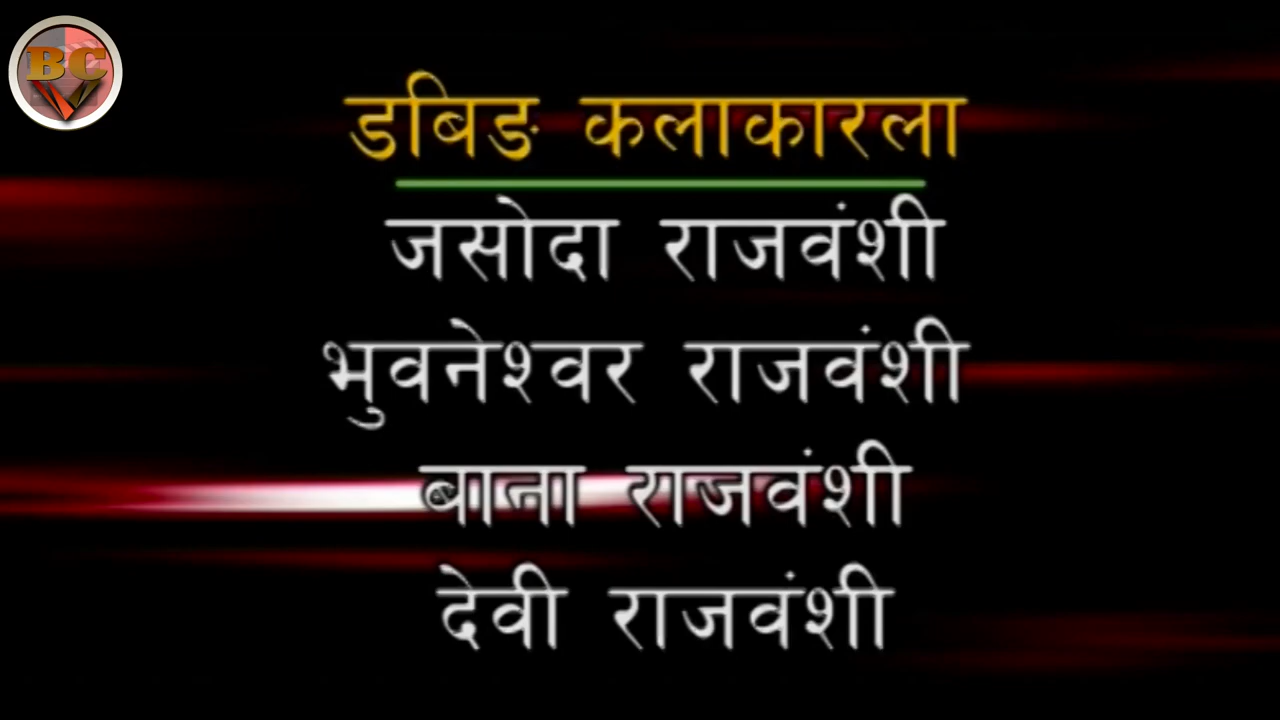 BC
डबिङ कलाकारला
जसोदा राजवंशी
भुवनेश्वर राजवंशी
बाना राजवंशी
देवी राजवंशी